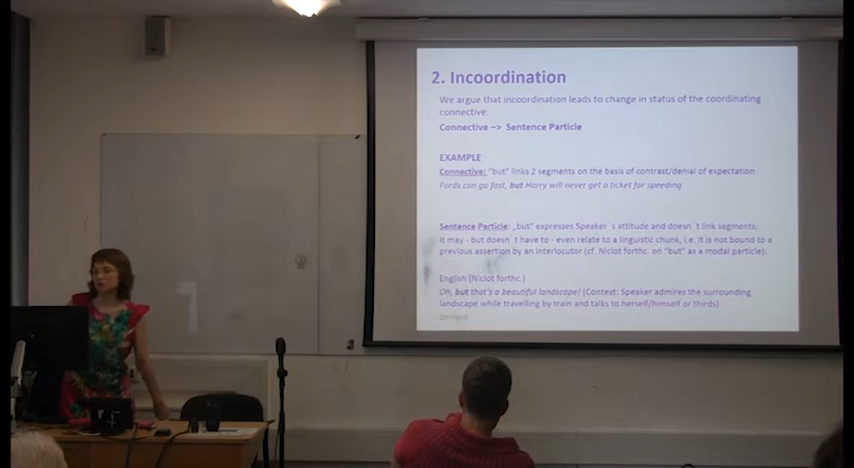 2. Incoordination
We argue that incoordination leads to change in status of the coordinating
connective:
Connective –> Sentence Particle
EXAMPLE
Connective: "but" links 2 segments on the basis of contrast/denial of expectation
Fords can go fast, but Harry will never get a ticket for speeding
Sentence Particle: „but" expresses Speaker`s attitude and doesn`t link segments;
It may - but doesn`t have to - even relate to a linguistic chunk, i.e. It is not bound to a
previous assertion by an interlocutor (cf. Niclot forthc. on "but" as a modal particle):
English (Niclot forthc.)
Oh, but that's a beautiful landscape! (Context: Speaker admires the surrounding
landscape while travelling by train and talks to herself/himself or thirds)